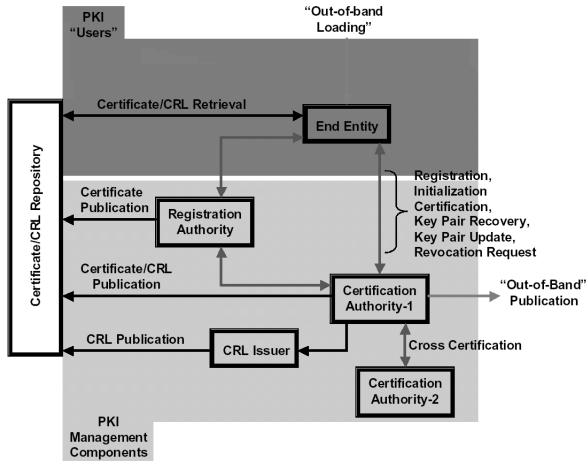 PKI
“Users”
“Out-of-band
Loading”
Certificate/CRL Retrieval
End Entity
Certificate/CRL Repository
Certificate
Publication
Registration
Authority
Registration,
Initialization
Certification,
Key Pair Recovery,
Key Pair Update,
Revocation Request
Certificate/CRL
Publication
Certification
Authority-1
“Out-of-Band”
Publication
CRL Publication
CRL Issuer
Cross Certification
Certification
Authority-2
PKI
Management
Components